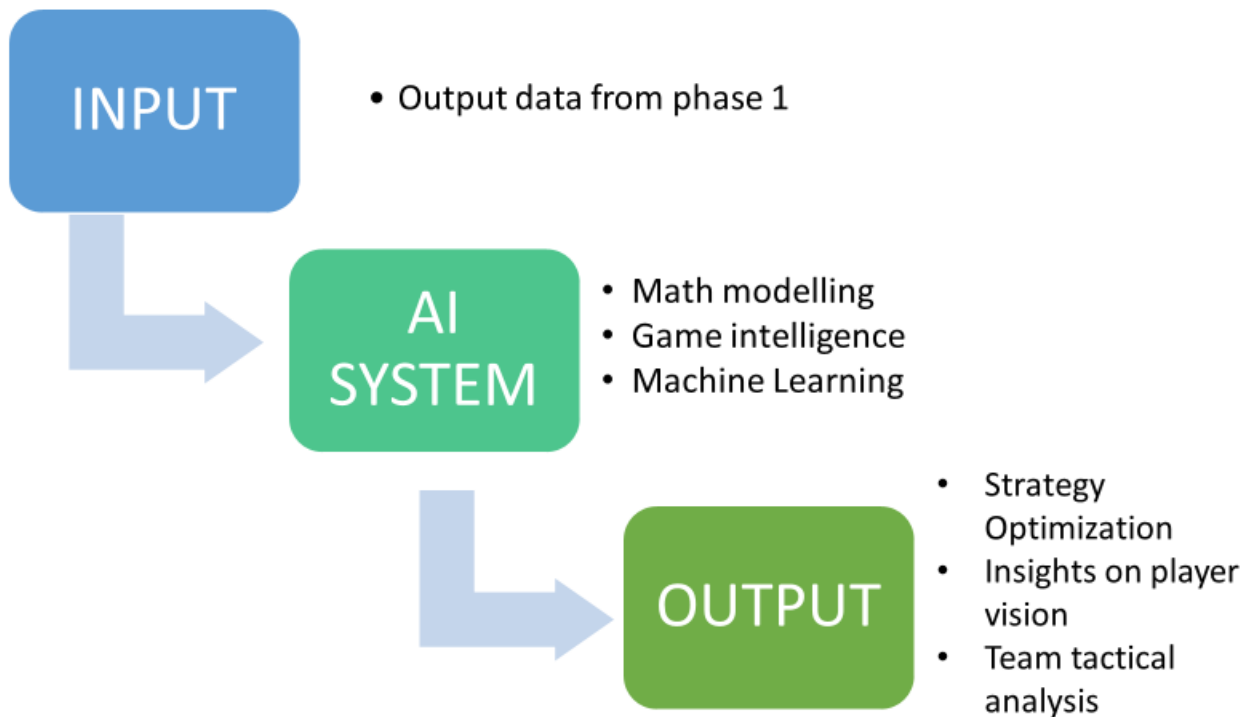 INPUT
• Output data from phase 1
AI
SYSTEM
• Math modelling
• Game intelligence
• Machine Learning
OUTPUT
• Strategy
Optimization
• Insights on player
vision
• Team tactical
analysis